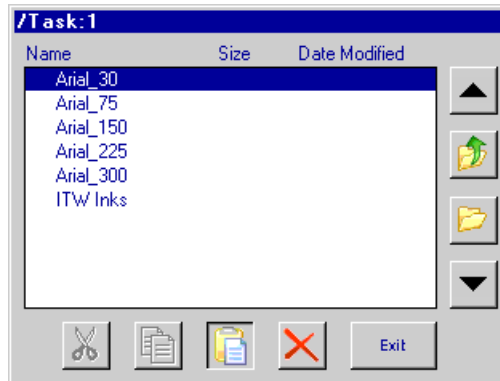 /Task:1
Name Size Date Modified
Arial_30
Arial_75
Arial_150
Arial_225
Arial_300
ITW Inks
Exit